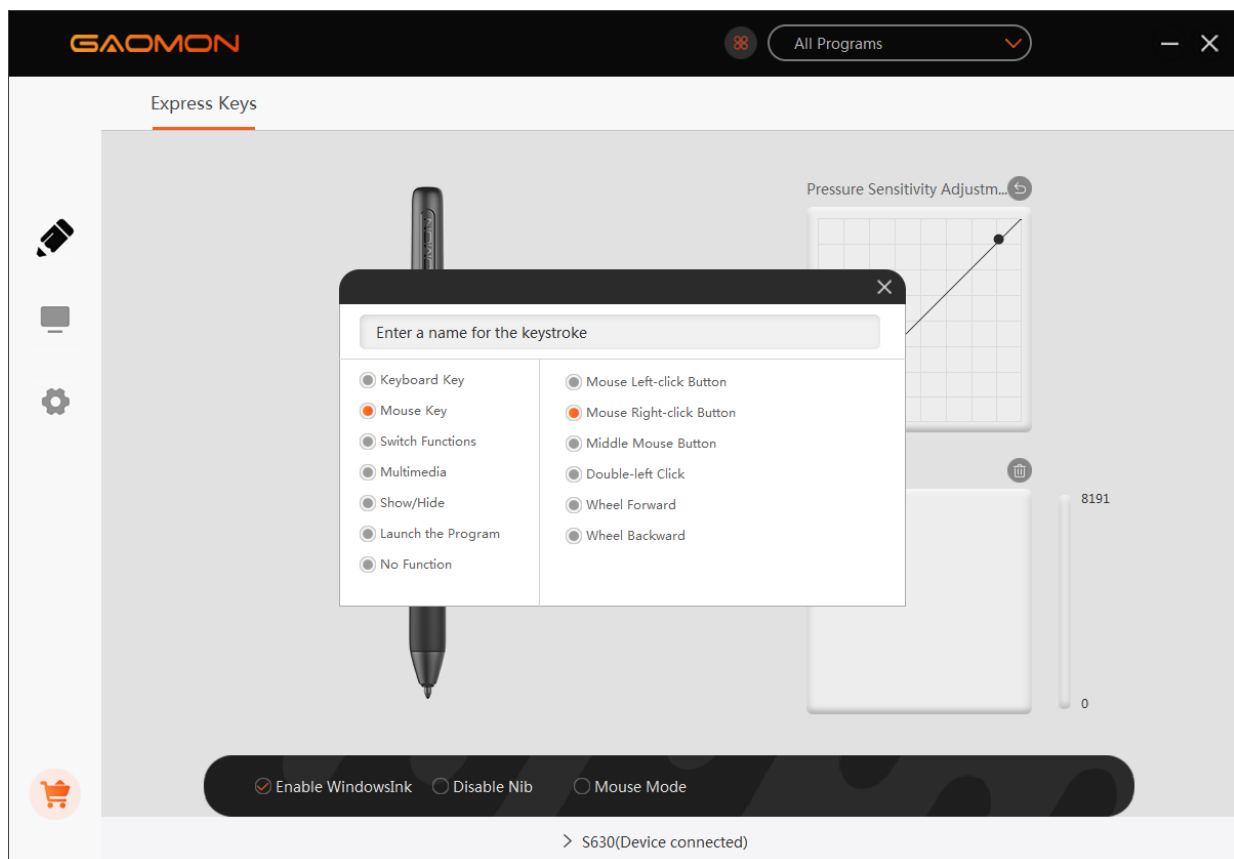 GAOMON
All Programs
Express Keys
Pressure Sensitivity Adjustm...
Enter a name for the keystroke
Keyboard Key
Mouse Key
Switch Functions
Multimedia
Show/Hide
Launch the Program
No Function
Mouse Left-click Button
Mouse Right-click Button
Middle Mouse Button
Double-left Click
Wheel Forward
Wheel Backward
8191
0
Enable WindowsInk
Disable Nib
Mouse Mode
S630(Device connected)